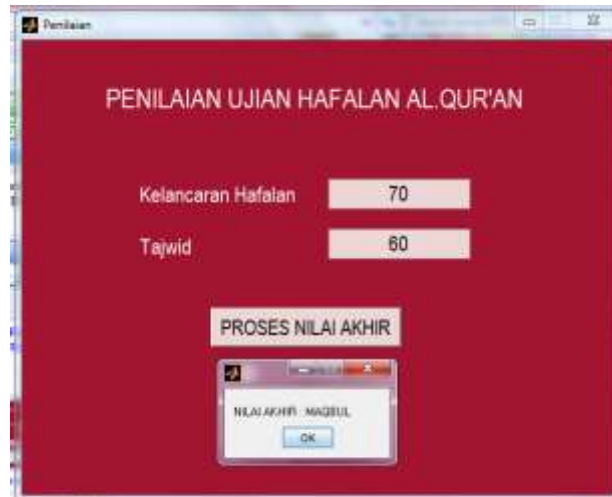 Penilaian
PENILAIAN UJIAN HAFALAN AL.QUR'AN
Kelancaran Hafalan 70
Tajwid 60
PROSES NILAI AKHIR
NILAI AKHIR : MAQBUL
OK